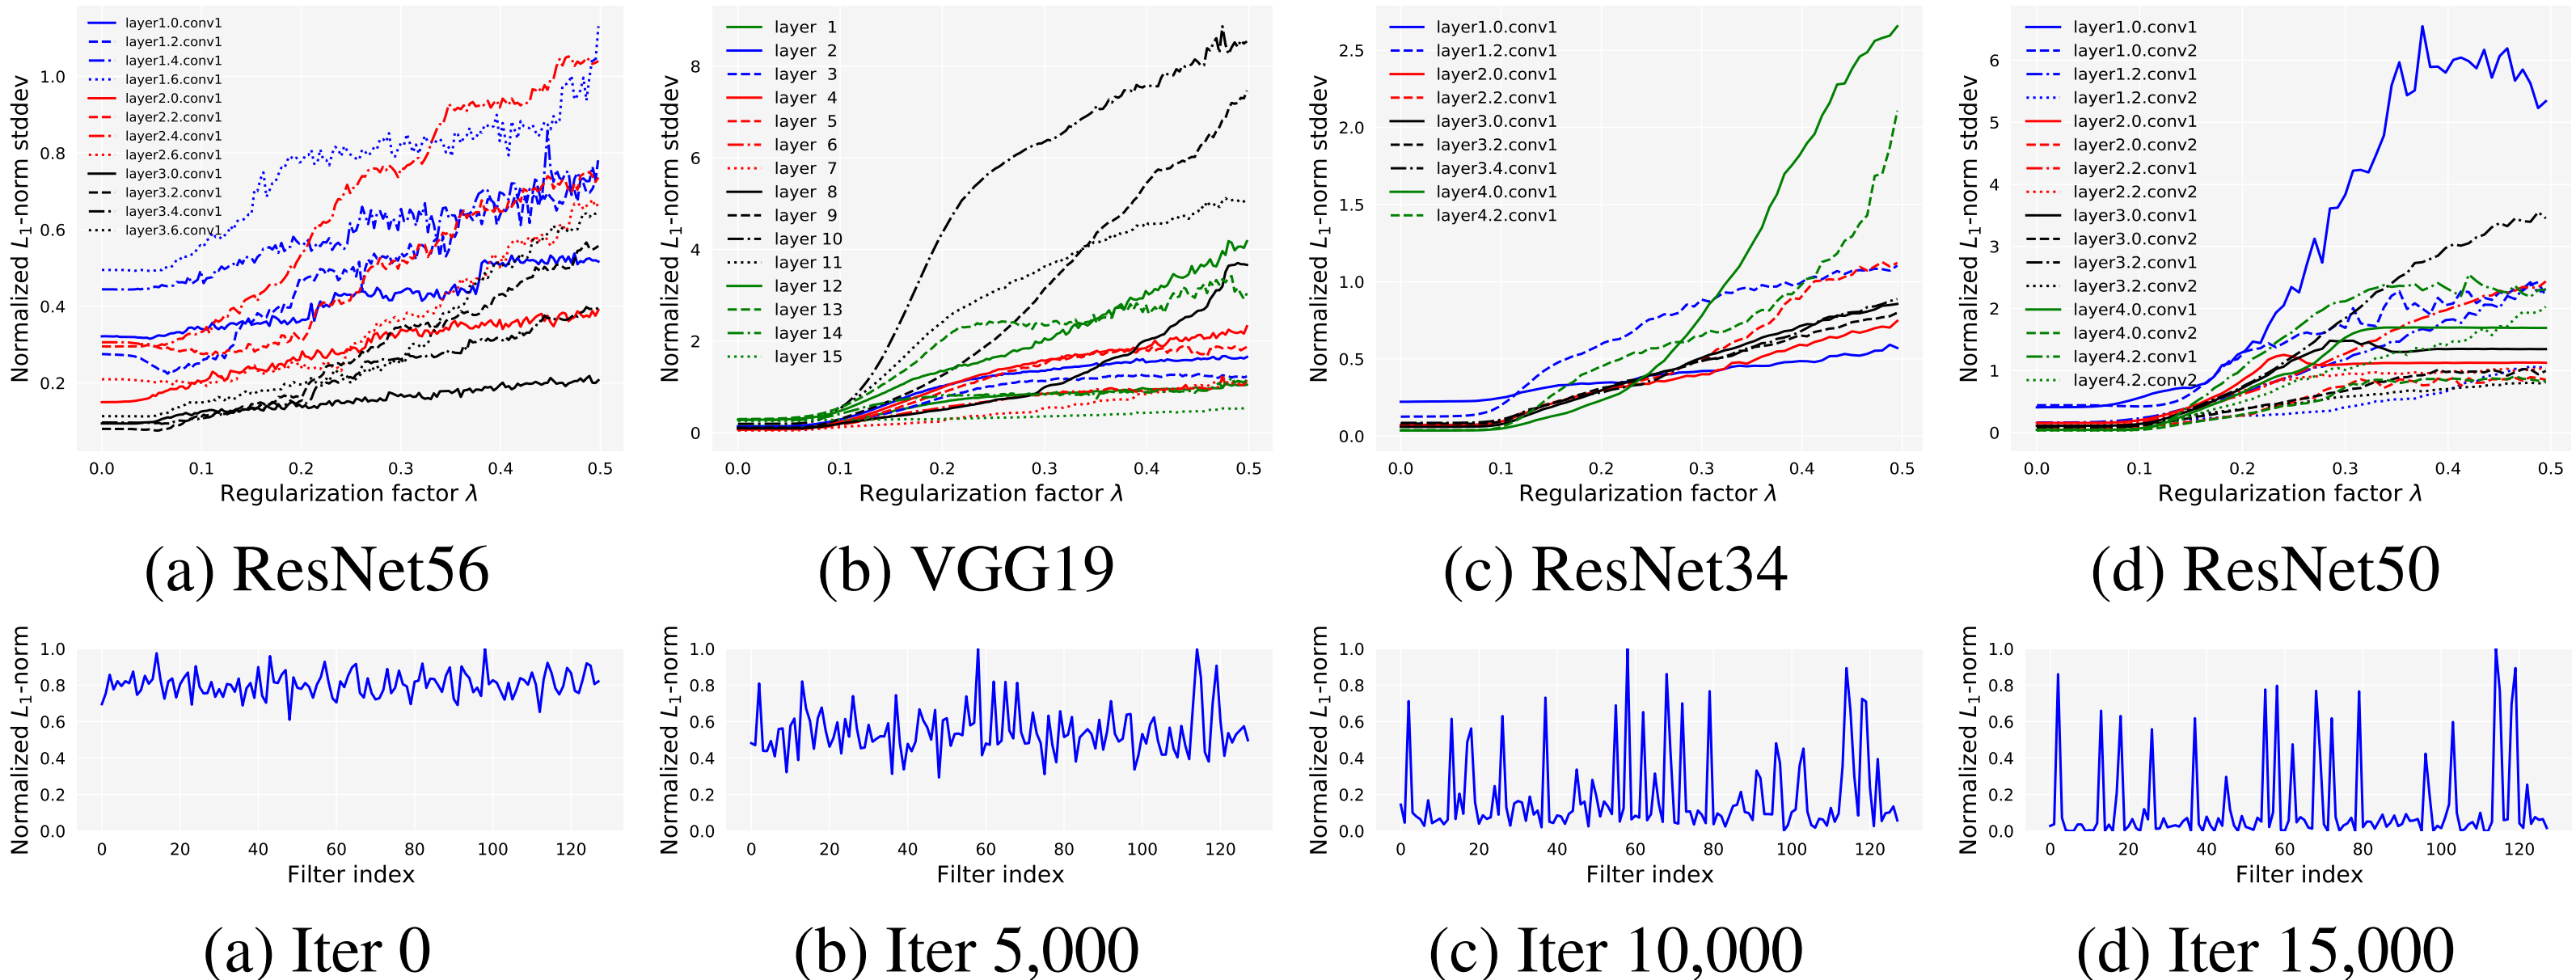 Normalized L₁-norm stddev
1.0
0.8
0.6
0.4
0.2
layer1.0.conv1
layer1.2.conv1
layer1.4.conv1
layer1.6.conv1
layer2.0.conv1
layer2.2.conv1
layer2.4.conv1
layer2.6.conv1
layer3.0.conv1
layer3.2.conv1
layer3.4.conv1
layer3.6.conv1
0.0 0.1 0.2 0.3 0.4 0.5
Regularization factor λ
(a) ResNet56
Normalized L₁-norm stddev
8
6
4
2
0
layer 1
layer 2
layer 3
layer 4
layer 5
layer 6
layer 7
layer 8
layer 9
layer 10
layer 11
layer 12
layer 13
layer 14
layer 15
0.0 0.1 0.2 0.3 0.4 0.5
Regularization factor λ
(b) VGG19
Normalized L₁-norm stddev
2.5
2.0
1.5
1.0
0.5
0.0
layer1.0.conv1
layer1.2.conv1
layer2.0.conv1
layer2.2.conv1
layer3.0.conv1
layer3.2.conv1
layer3.4.conv1
layer4.0.conv1
layer4.2.conv1
0.0 0.1 0.2 0.3 0.4 0.5
Regularization factor λ
(c) ResNet34
Normalized L₁-norm stddev
6
5
4
3
2
1
0
layer1.0.conv1
layer1.0.conv2
layer1.2.conv1
layer1.2.conv2
layer2.0.conv1
layer2.0.conv2
layer2.2.conv1
layer2.2.conv2
layer3.0.conv1
layer3.0.conv2
layer3.2.conv1
layer3.2.conv2
layer4.0.conv1
layer4.0.conv2
layer4.2.conv1
layer4.2.conv2
0.0 0.1 0.2 0.3 0.4 0.5
Regularization factor λ
(d) ResNet50
Normalized L₁-norm
1.0
0.8
0.6
0.4
0.2
0.0
0 20 40 60 80 100 120
Filter index
(a) Iter 0
Normalized L₁-norm
1.0
0.8
0.6
0.4
0.2
0.0
0 20 40 60 80 100 120
Filter index
(b) Iter 5,000
Normalized L₁-norm
1.0
0.8
0.6
0.4
0.2
0.0
0 20 40 60 80 100 120
Filter index
(c) Iter 10,000
Normalized L₁-norm
1.0
0.8
0.6
0.4
0.2
0.0
0 20 40 60 80 100 120
Filter index
(d) Iter 15,000